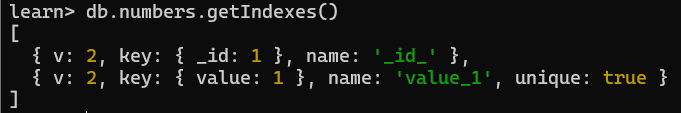 learn> db.numbers.getIndexes()
[
  { v: 2, key: { _id: 1 }, name: '_id_' },
  { v: 2, key: { value: 1 }, name: 'value_1', unique: true }
]